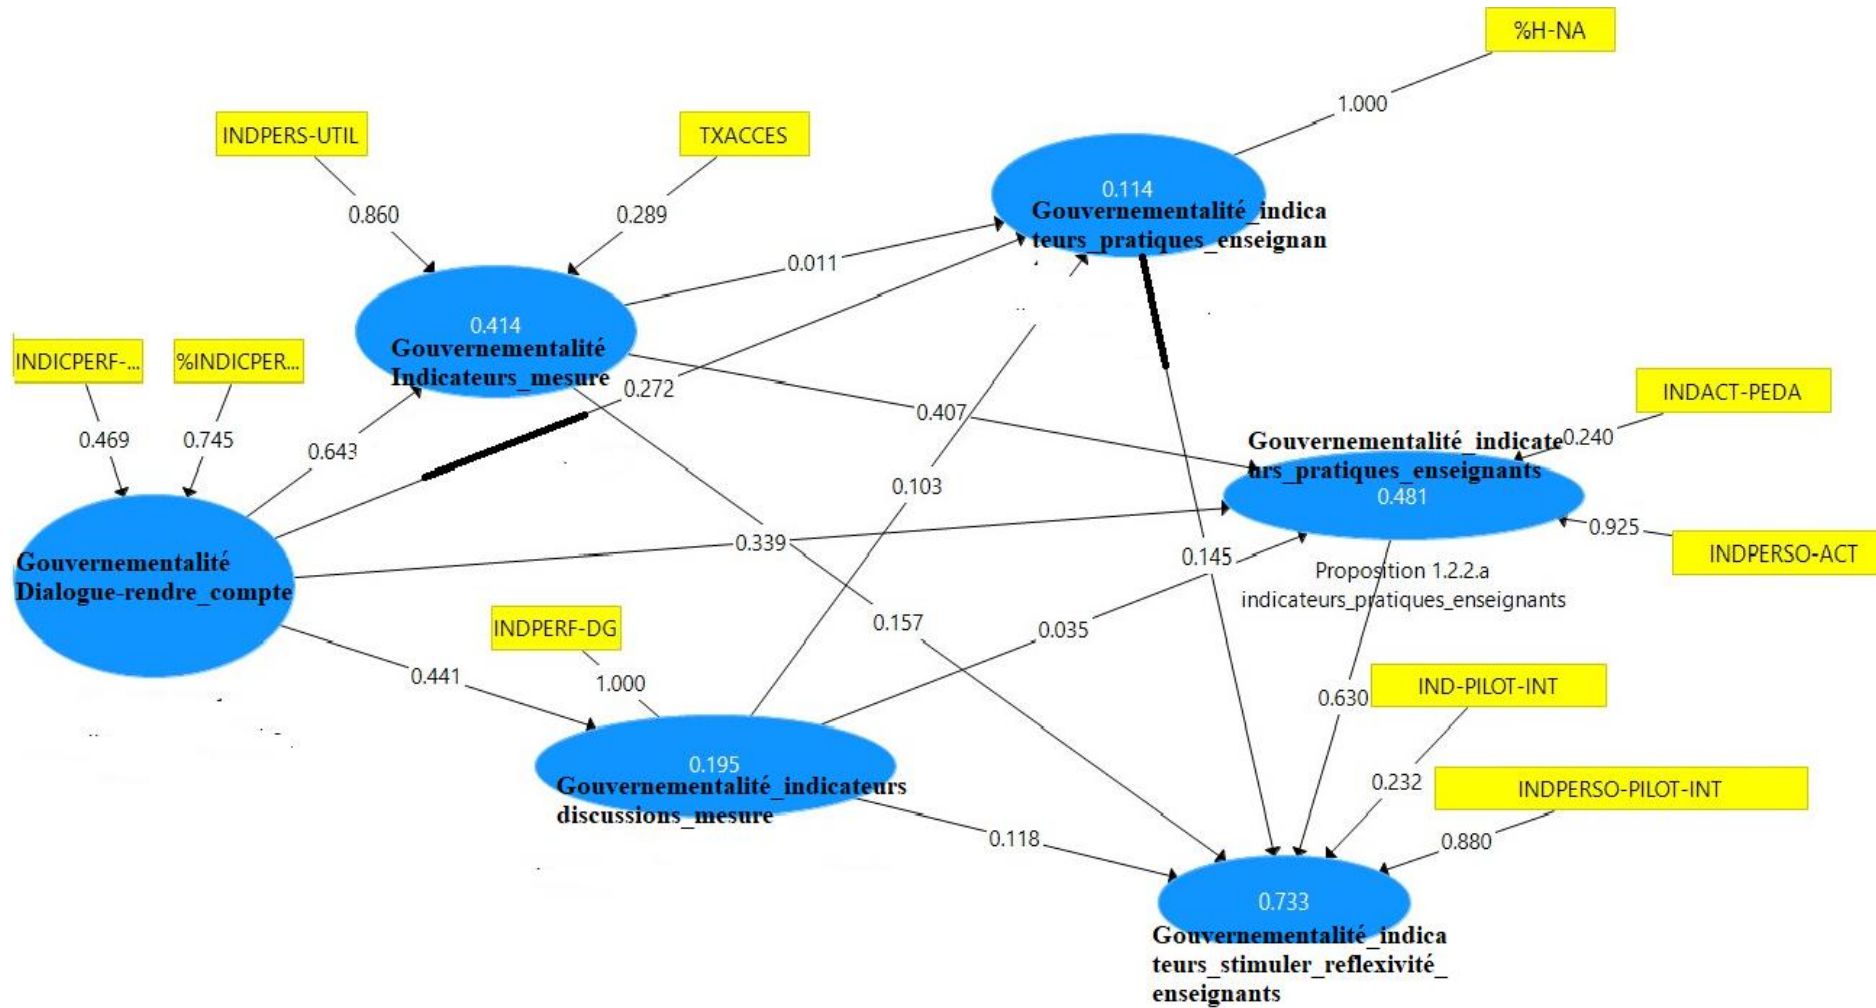 %H-NA
INDPERS-UTIL
TXACCES
1.000
0.860
0.289
0.114
Gouvernementalité_indica
teurs_pratiques_enseignan
0.011
0.414
Gouvernementalité
Indicateurs_mesure
INDICPERF-...
%INDICPER...
0.272
0.407
INDACT-PEDA
0.469
0.745
0.643
0.240
Gouvernementalité_indicate
urs_pratiques_enseignants
0.481
0.103
0.925
INDPERSO-ACT
0.339
0.145
Gouvernementalité
Dialogue-rendre_compte
Proposition 1.2.2.a
indicateurs_pratiques_enseignants
INDPERF-DG
0.157
0.035
0.441
1.000
0.630
IND-PILOT-INT
0.195
Gouvernementalité_indicateurs
discussions_mesure
0.232
INDPERSO-PILOT-INT
0.118
0.880
0.733
Gouvernementalité_indica
teurs_stimuler_reflexivité_
enseignants